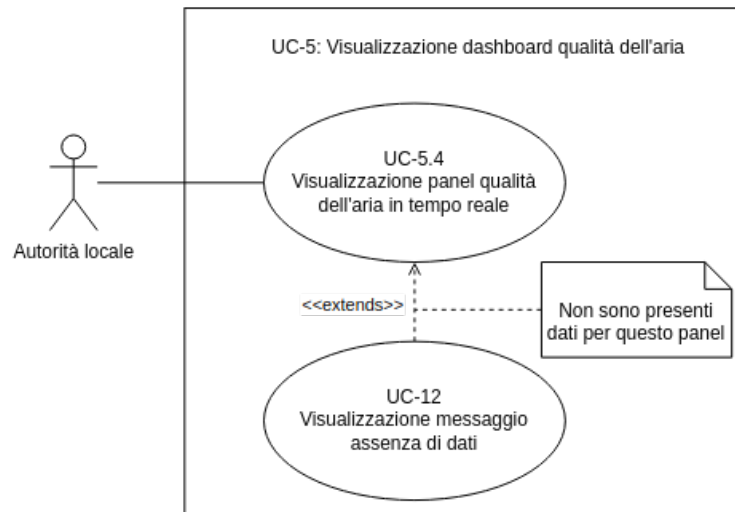 UC-5: Visualizzazione dashboard qualità dell'aria
UC-5.4
Visualizzazione panel qualità
dell'aria in tempo reale
Autorità locale
<<extends>>
Non sono presenti
dati per questo panel
UC-12
Visualizzazione messaggio
assenza di dati